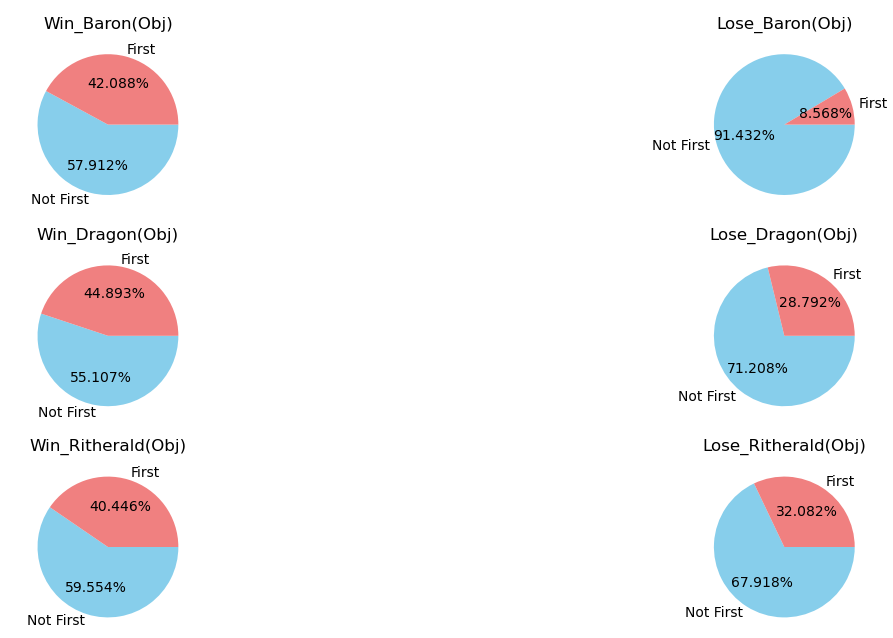 Win_Baron(Obj)
First
42.088%
57.912%
Not First
Lose_Baron(Obj)
First
8.568%
91.432%
Not First
Win_Dragon(Obj)
First
44.893%
55.107%
Not First
Lose_Dragon(Obj)
First
28.792%
71.208%
Not First
Win_Ritherald(Obj)
First
40.446%
59.554%
Not First
Lose_Ritherald(Obj)
First
32.082%
67.918%
Not First